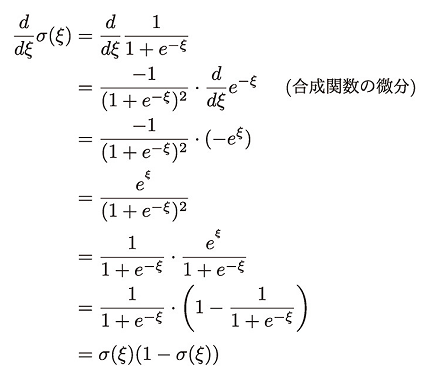 \frac{d}{d\xi}\sigma(\xi) = \frac{d}{d\xi}\frac{1}{1+e^{-\xi}}
= \frac{-1}{(1+e^{-\xi})^2} \cdot \frac{d}{d\xi}e^{-\xi} (合成関数の微分)
= \frac{-1}{(1+e^{-\xi})^2} \cdot (-e^{\xi})
= \frac{e^{\xi}}{(1+e^{-\xi})^2}
= \frac{1}{1+e^{-\xi}} \cdot \frac{e^{\xi}}{1+e^{-\xi}}
= \frac{1}{1+e^{-\xi}} \cdot \left(1 - \frac{1}{1+e^{-\xi}}\right)
= \sigma(\xi)(1-\sigma(\xi))